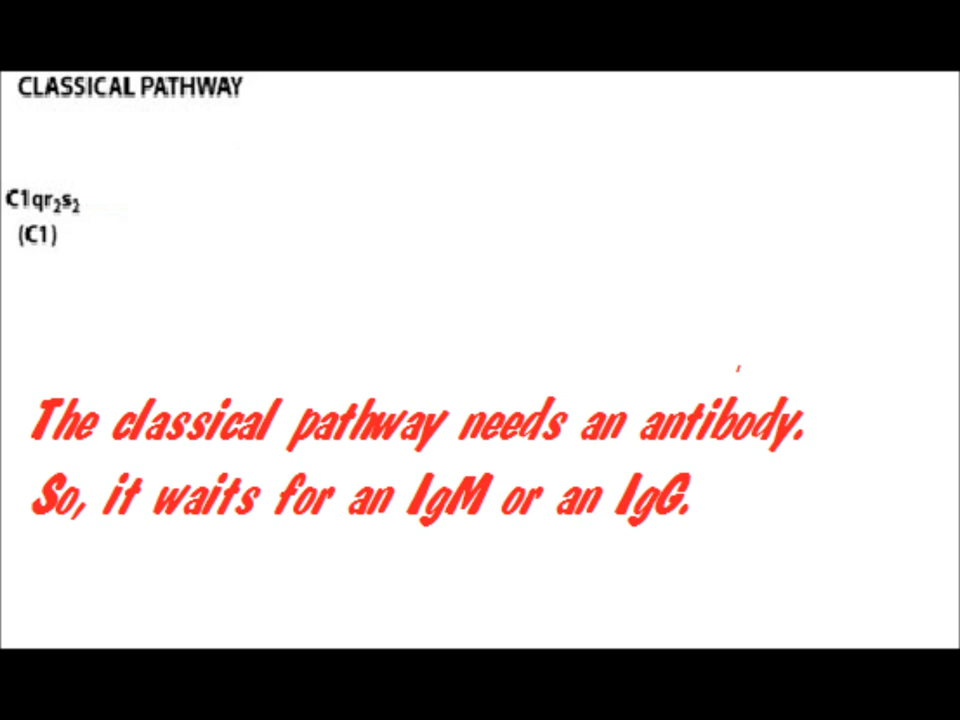 CLASSICAL PATHWAY
C1qr₂s₂
(C1)
The classical pathway needs an antibody.
So, it waits for an IgM or an IgG.